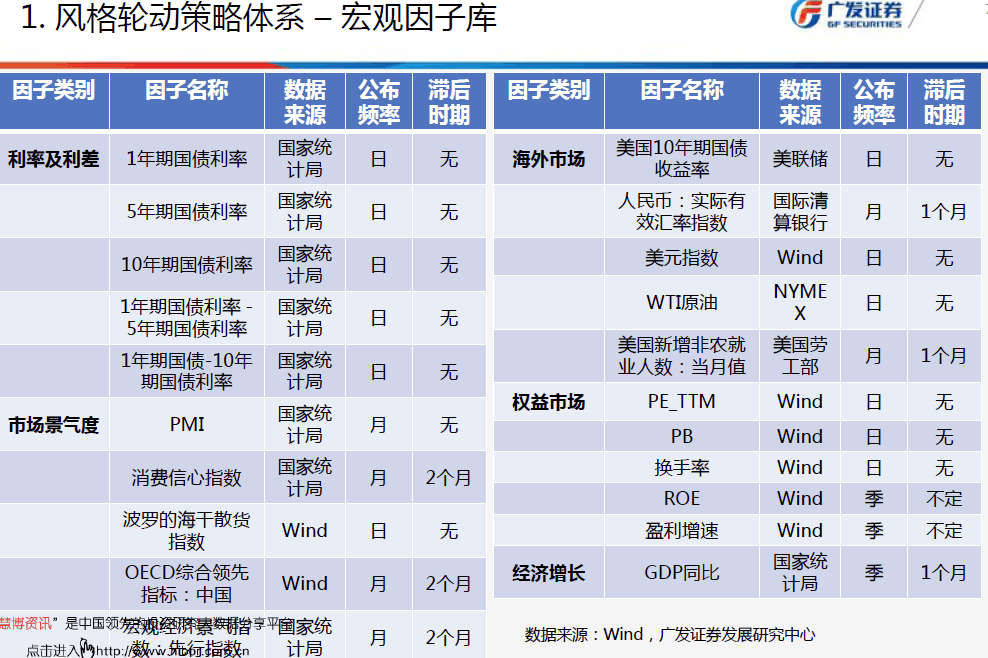 1. 风格轮动策略体系 – 宏观因子库
广发证券
GF SECURITIES
因子类别 因子名称 数据来源 公布频率 滞后时期
利率及利差 1年期国债利率 国家统计局 日 无
5年期国债利率 国家统计局 日 无
10年期国债利率 国家统计局 日 无
1年期国债利率 - 5年期国债利率 国家统计局 日 无
1年期国债-10年期国债利率 国家统计局 日 无
市场景气度 PMI 国家统计局 月 无
消费信心指数 国家统计局 月 2个月
波罗的海干散货指数 Wind 日 无
OECD综合领先指标：中国 Wind 月 2个月
宏观经济景气指数：先行指数 国家统计局 月 2个月
因子类别 因子名称 数据来源 公布频率 滞后时期
海外市场 美国10年期国债收益率 美联储 日 无
人民币：实际有效汇率指数 国际清算银行 月 1个月
美元指数 Wind 日 无
WTI原油 NYMEX 日 无
美国新增非农就业人数：当月值 美国劳工部 月 1个月
权益市场 PE_TTM Wind 日 无
PB Wind 日 无
换手率 Wind 日 无
ROE Wind 季 不定
盈利增速 Wind 季 不定
经济增长 GDP同比 国家统计局 季 1个月
数据来源：Wind，广发证券发展研究中心
慧博资讯”是中国领先的
分享平台
点击进入 http://www.hibor.com.cn